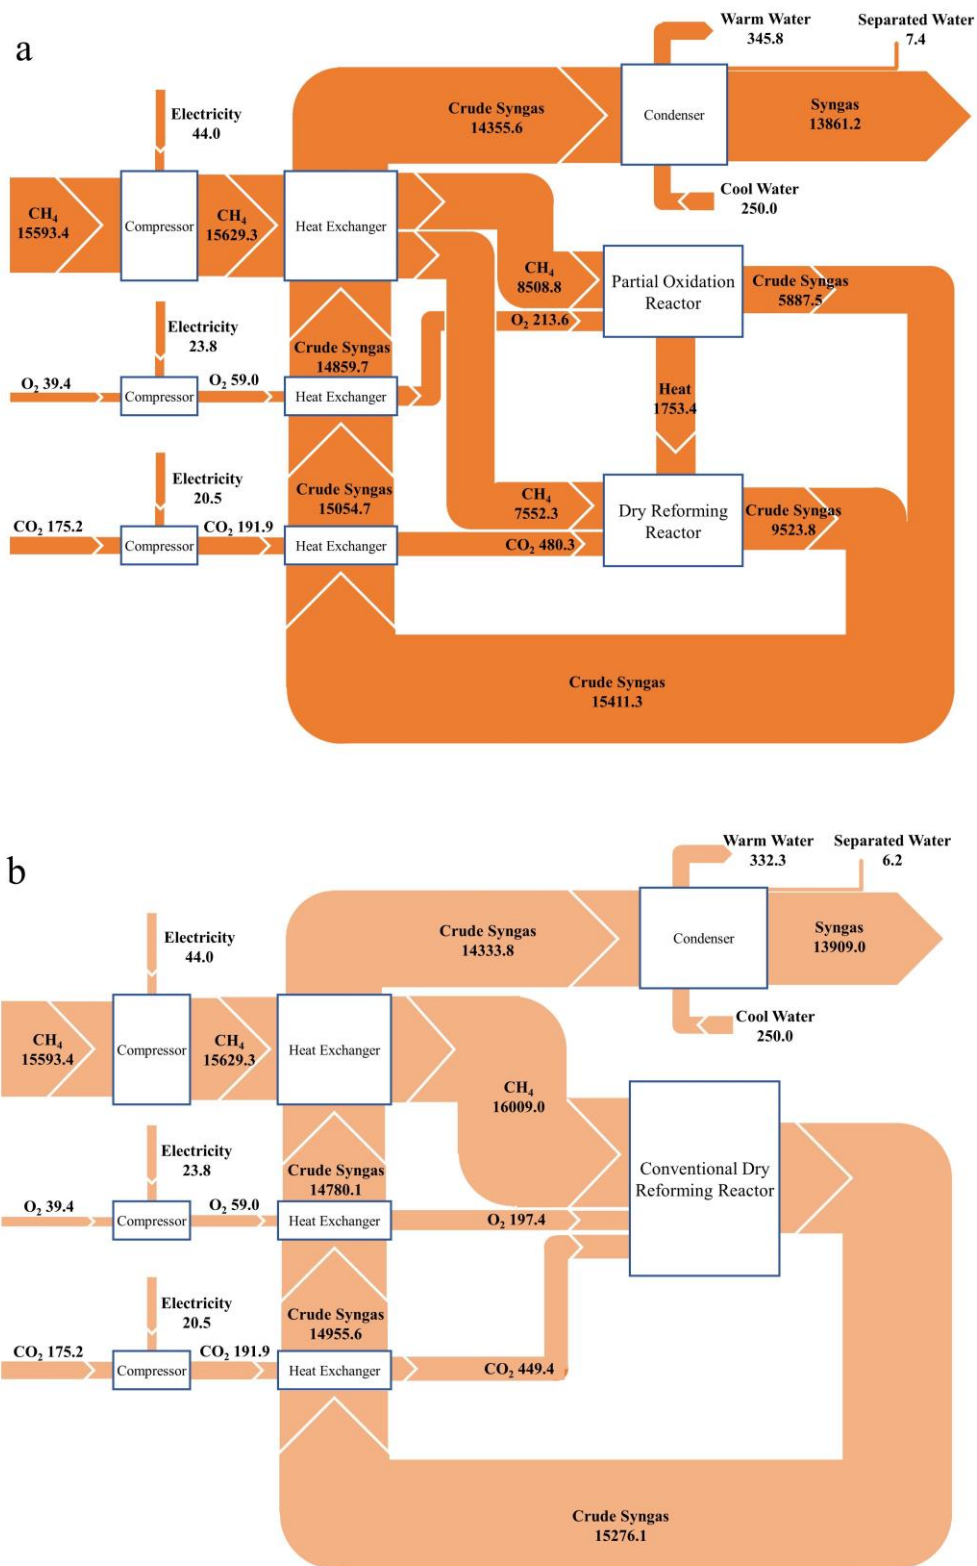 a
Warm Water
345.8
Separated Water
7.4
Electricity
44.0
Crude Syngas
14355.6
Condenser
Syngas
13861.2
CH₄
15593.4
Compressor
CH₄
15629.3
Heat Exchanger
Cool Water
250.0
CH₄
8508.8
Partial Oxidation
Reactor
Crude Syngas
5887.5
O₂ 213.6
Electricity
23.8
O₂ 39.4
Compressor
O₂ 59.0
Crude Syngas
14859.7
Heat Exchanger
Heat
1753.4
Electricity
20.5
CO₂ 175.2
Compressor
CO₂ 191.9
Crude Syngas
15054.7
Heat Exchanger
CH₄
7552.3
CO₂ 480.3
Dry Reforming
Reactor
Crude Syngas
9523.8
Crude Syngas
15411.3
b
Warm Water
332.3
Separated Water
6.2
Electricity
44.0
Crude Syngas
14333.8
Condenser
Syngas
13909.0
CH₄
15593.4
Compressor
CH₄
15629.3
Heat Exchanger
Cool Water
250.0
CH₄
16009.0
Electricity
23.8
O₂ 39.4
Compressor
O₂ 59.0
Crude Syngas
14780.1
Heat Exchanger
O₂ 197.4
Conventional Dry
Reforming Reactor
Electricity
20.5
CO₂ 175.2
Compressor
CO₂ 191.9
Crude Syngas
14955.6
Heat Exchanger
CO₂ 449.4
Crude Syngas
15276.1